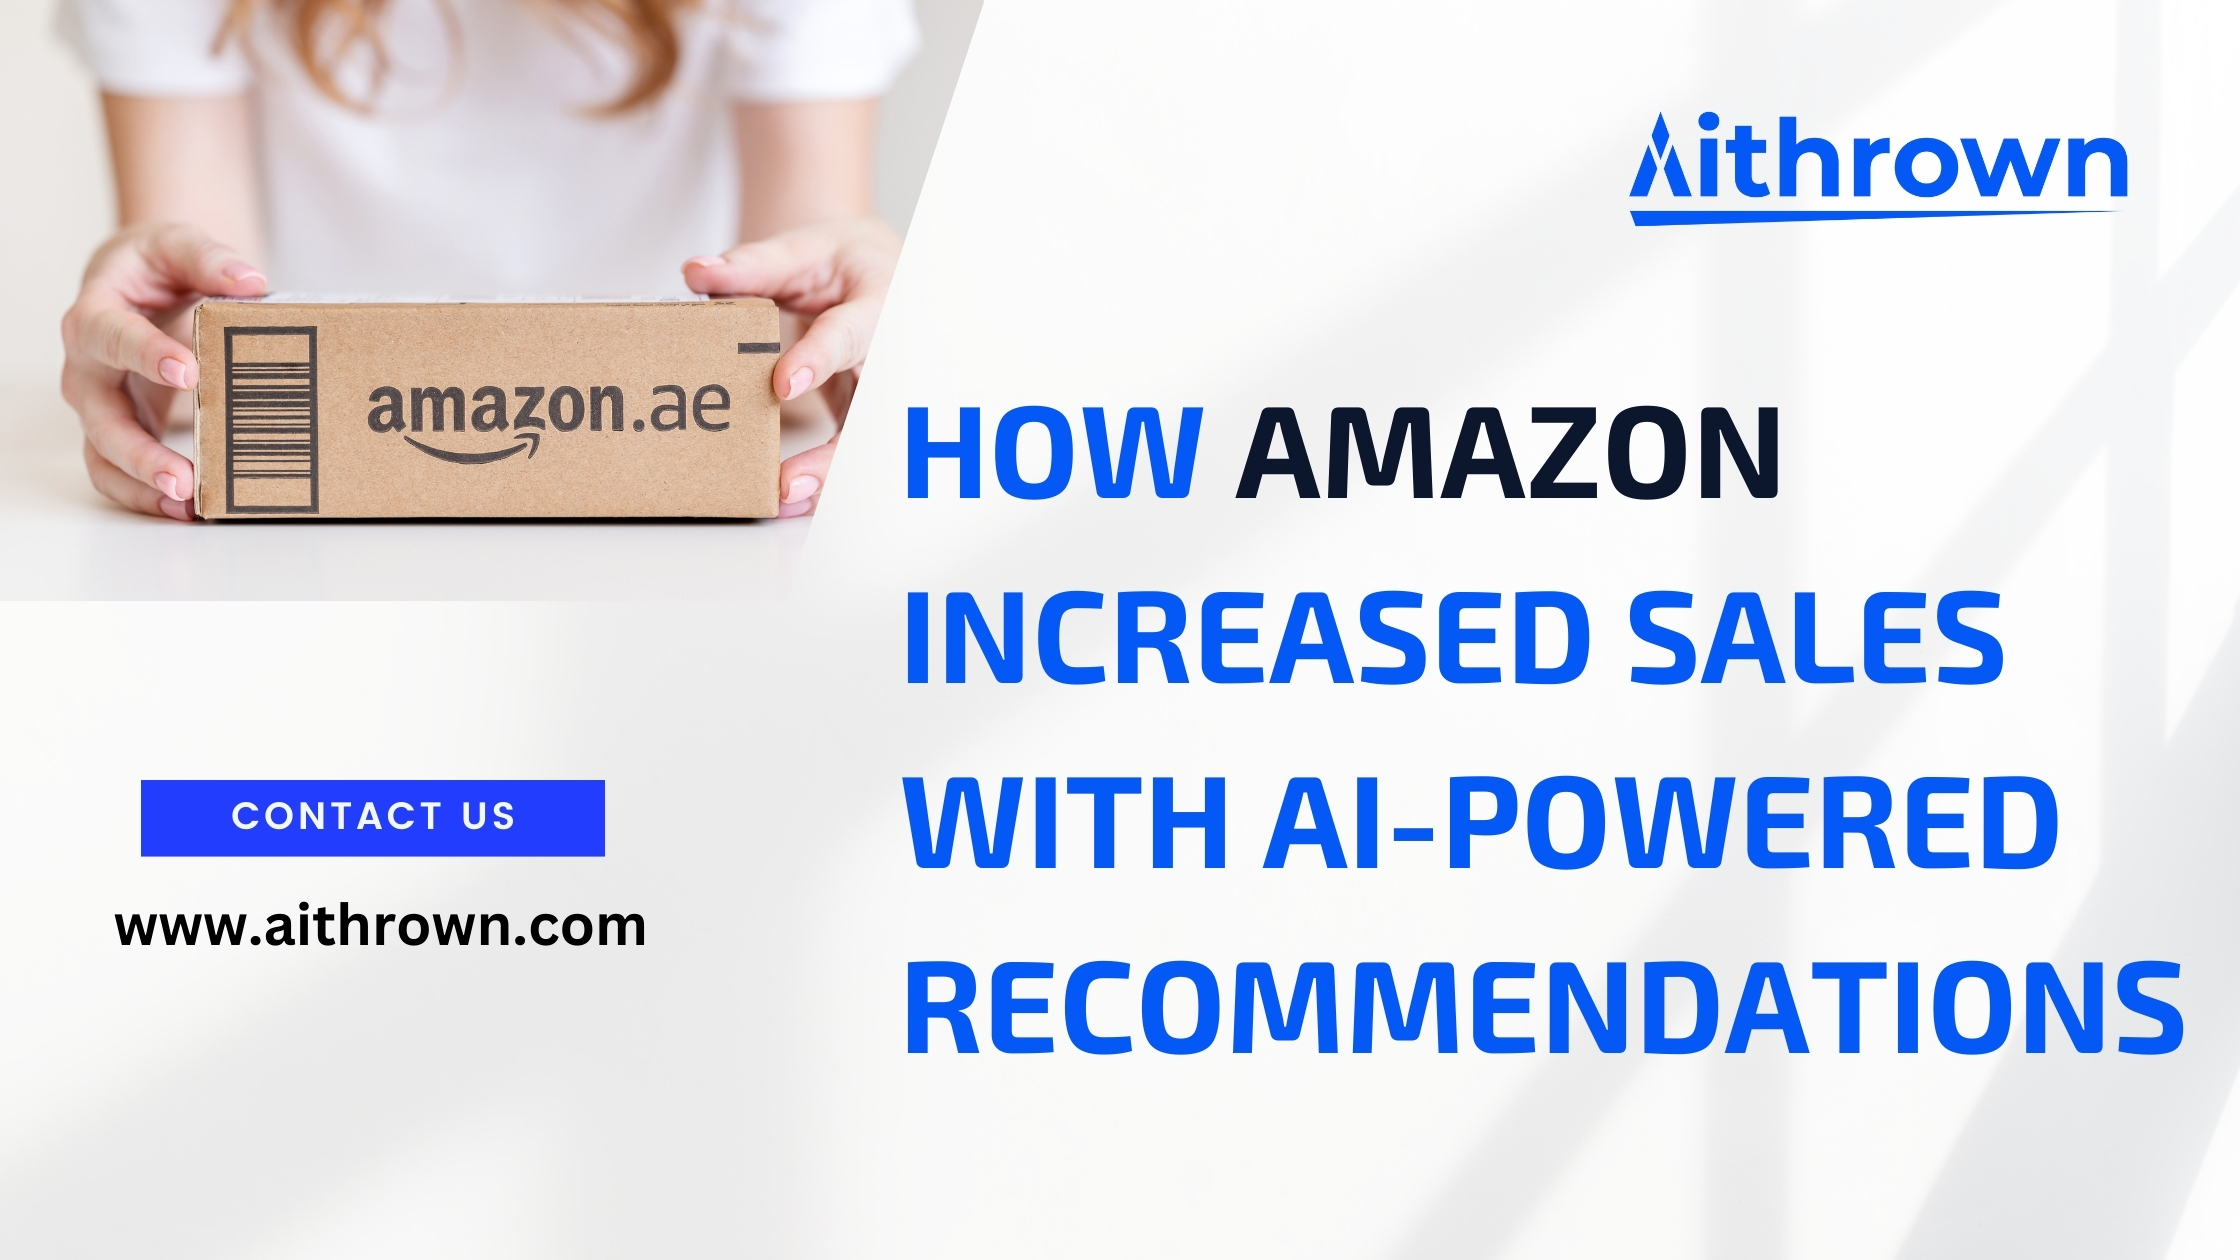 Aithrown
amazon.ae
HOW AMAZON
INCREASED SALES
WITH AI-POWERED
RECOMMENDATIONS
CONTACT US
www.aithrown.com